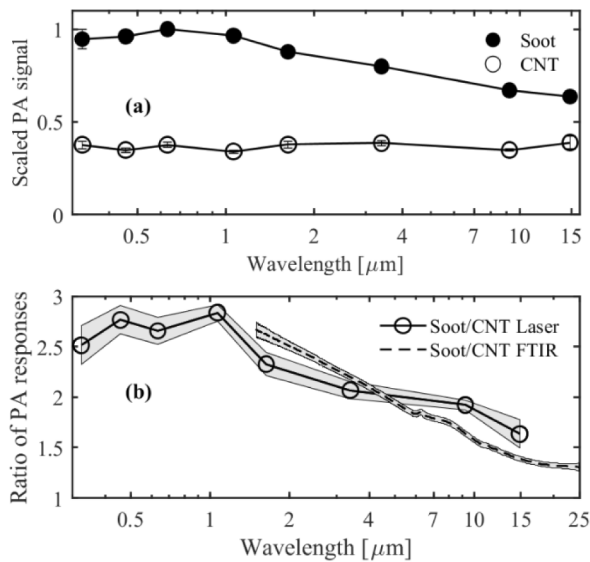 1
0.5
0
Scaled PA signal
(a)
Soot
CNT
0.5 1 2 4 7 10 15
Wavelength [μm]
3
2.5
2
1.5
1
Ratio of PA responses
(b)
Soot/CNT Laser
Soot/CNT FTIR
0.5 1 2 4 7 10 15 25
Wavelength [μm]